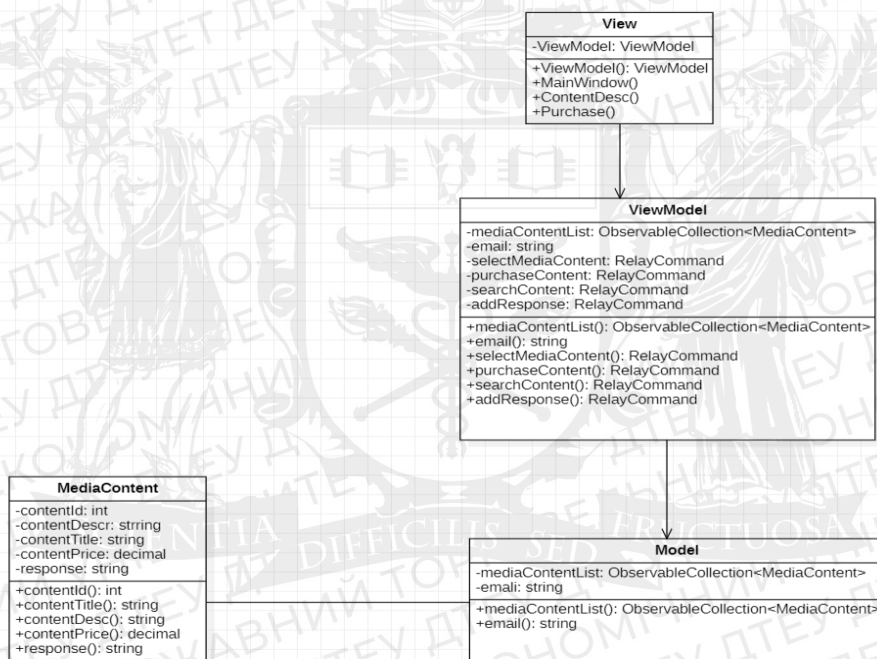 View
-ViewModel: ViewModel
+ViewModel(): ViewModel
+MainWindow()
+ContentDesc()
+Purchase()
ViewModel
-mediaContentList: ObservableCollection<MediaContent>
-email: string
-selectMediaContent: RelayCommand
-purchaseContent: RelayCommand
-searchContent: RelayCommand
-addResponse: RelayCommand
+mediaContentList(): ObservableCollection<MediaContent>
+email(): string
+selectMediaContent(): RelayCommand
+purchaseContent(): RelayCommand
+searchContent(): RelayCommand
+addResponse(): RelayCommand
MediaContent
-contentId: int
-contentDescr: strring
-contentTitle: string
-contentPrice: decimal
-response: string
+contentId(): int
+contentTitle(): string
+contentDesc(): string
+contentPrice(): decimal
+response(): string
Model
-mediaContentList: ObservableCollection<MediaContent>
-emali: string
+mediaContentList(): ObservableCollection<MediaContent>
+email(): string
DIFFICILIS SED FRUCTUOSA